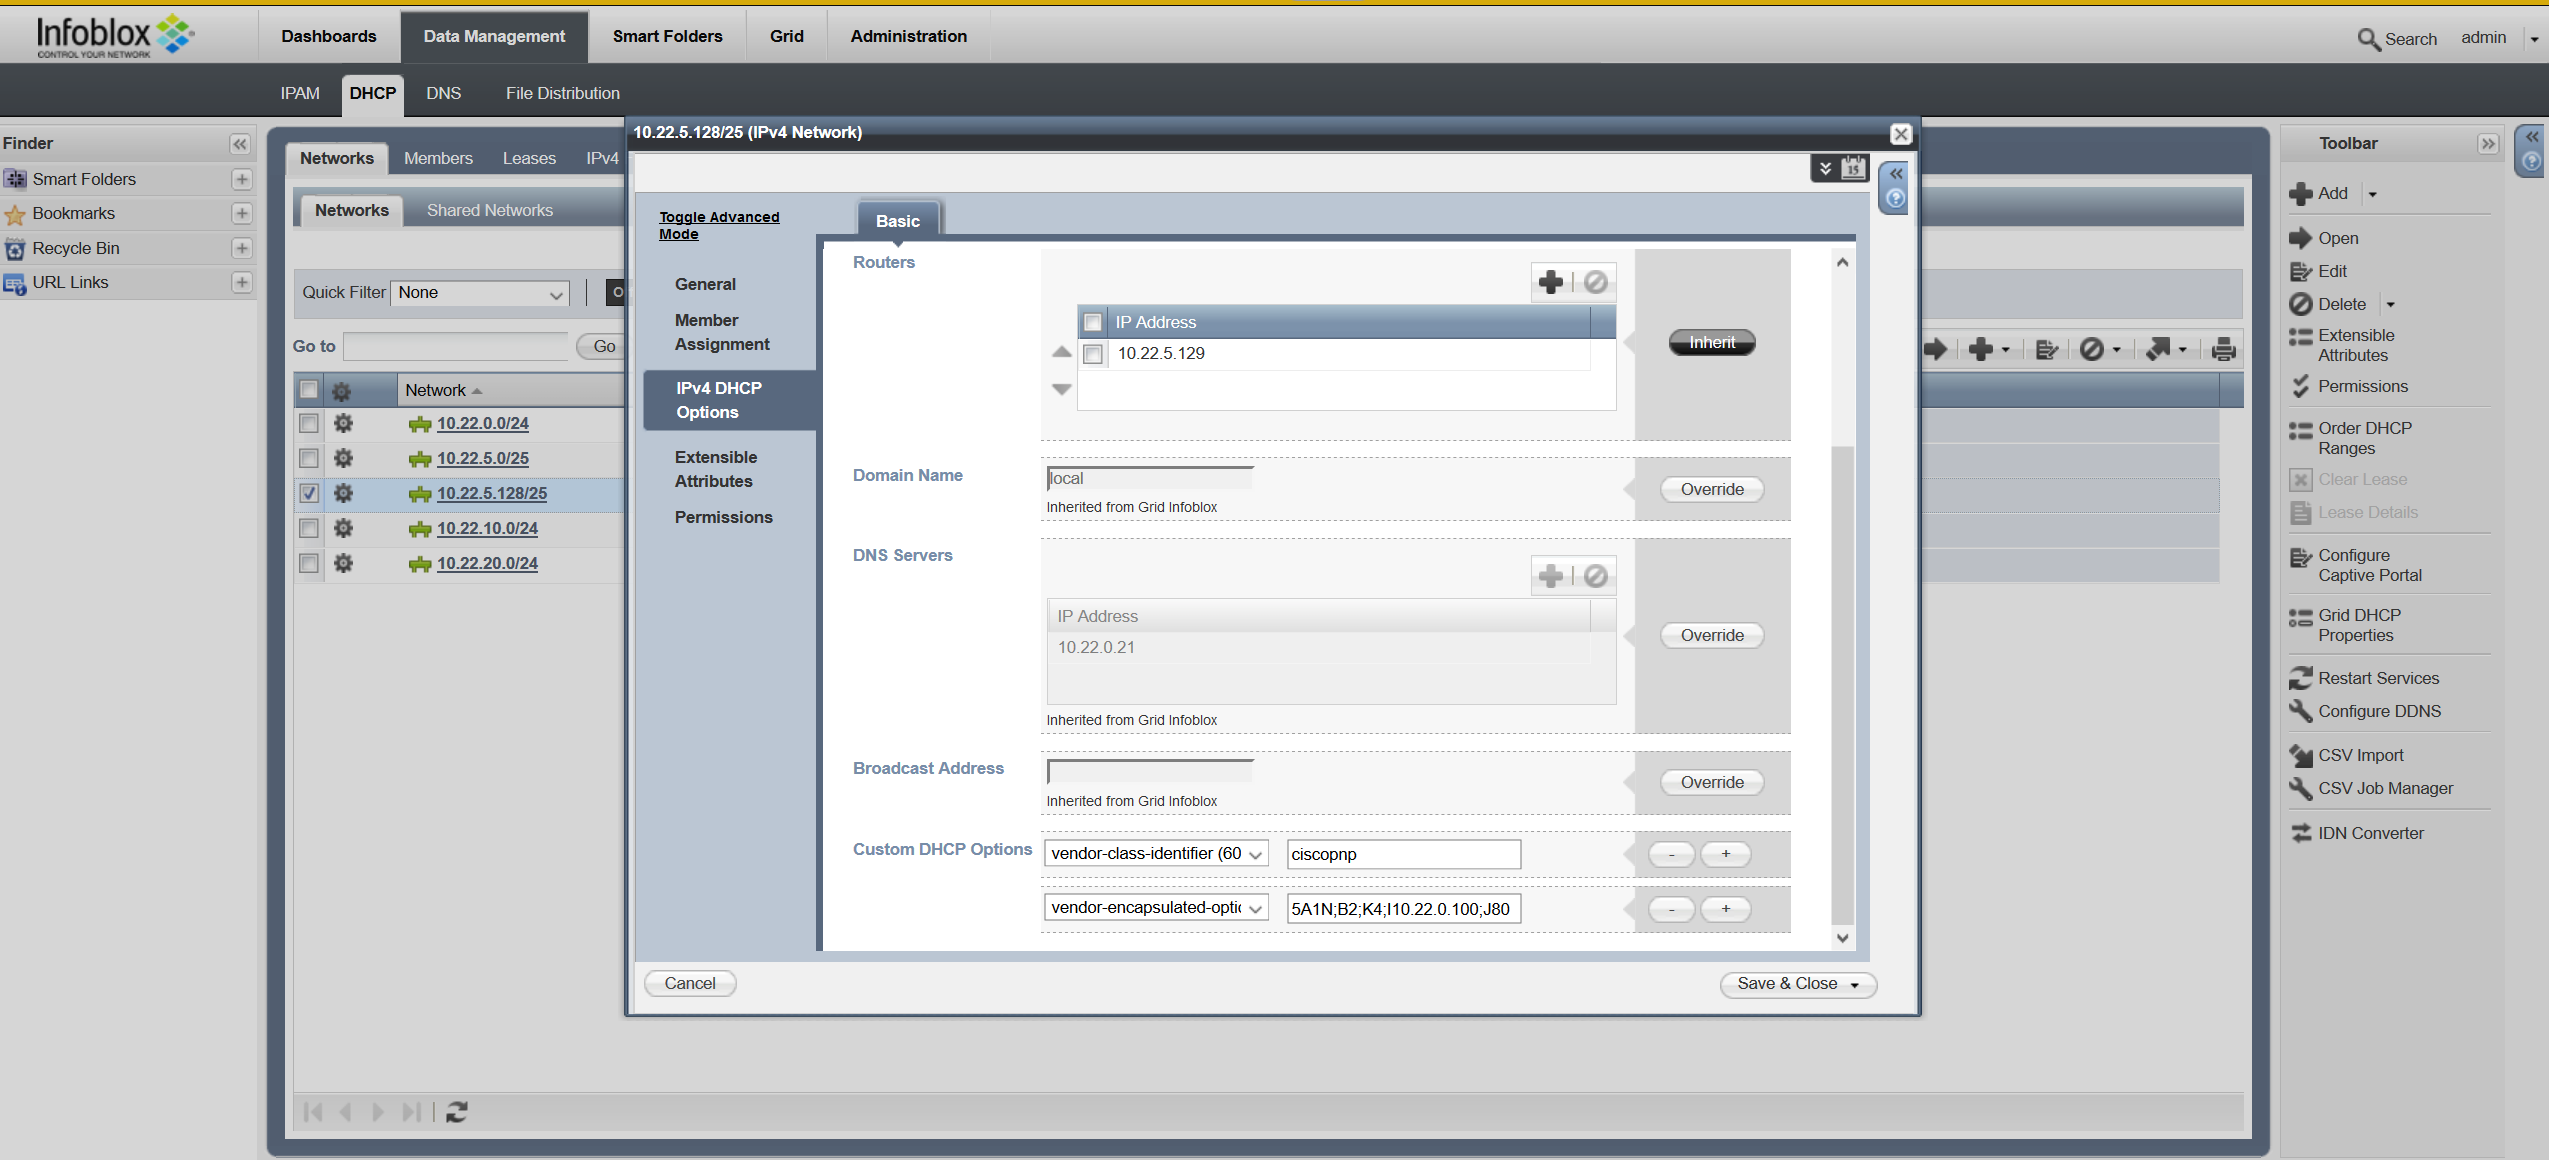 Infoblox
CONTROL YOUR NETWORK
Dashboards
Data Management
Smart Folders
Grid
Administration
Search
admin
IPAM
DHCP
DNS
File Distribution
Finder
Smart Folders
Bookmarks
Recycle Bin
URL Links
Networks
Members
Leases
IPv4
Networks
Shared Networks
Quick Filter
None
Go to
Go
Network
10.22.0.0/24
10.22.5.0/25
10.22.5.128/25
10.22.10.0/24
10.22.20.0/24
10.22.5.128/25 (IPv4 Network)
15
Toggle Advanced
Mode
General
Member
Assignment
IPv4 DHCP
Options
Extensible
Attributes
Permissions
Basic
Routers
IP Address
10.22.5.129
Inherit
Domain Name
local
Inherited from Grid Infoblox
Override
DNS Servers
IP Address
10.22.0.21
Inherited from Grid Infoblox
Override
Broadcast Address
Inherited from Grid Infoblox
Override
Custom DHCP Options
vendor-class-identifier (60
ciscopnp
- +
vendor-encapsulated-optic
5A1N;B2;K4;I10.22.0.100;J80
- +
Cancel
Save & Close
Toolbar
Add
Open
Edit
Delete
Extensible
Attributes
Permissions
Order DHCP
Ranges
Clear Lease
Lease Details
Configure
Captive Portal
Grid DHCP
Properties
Restart Services
Configure DDNS
CSV Import
CSV Job Manager
IDN Converter